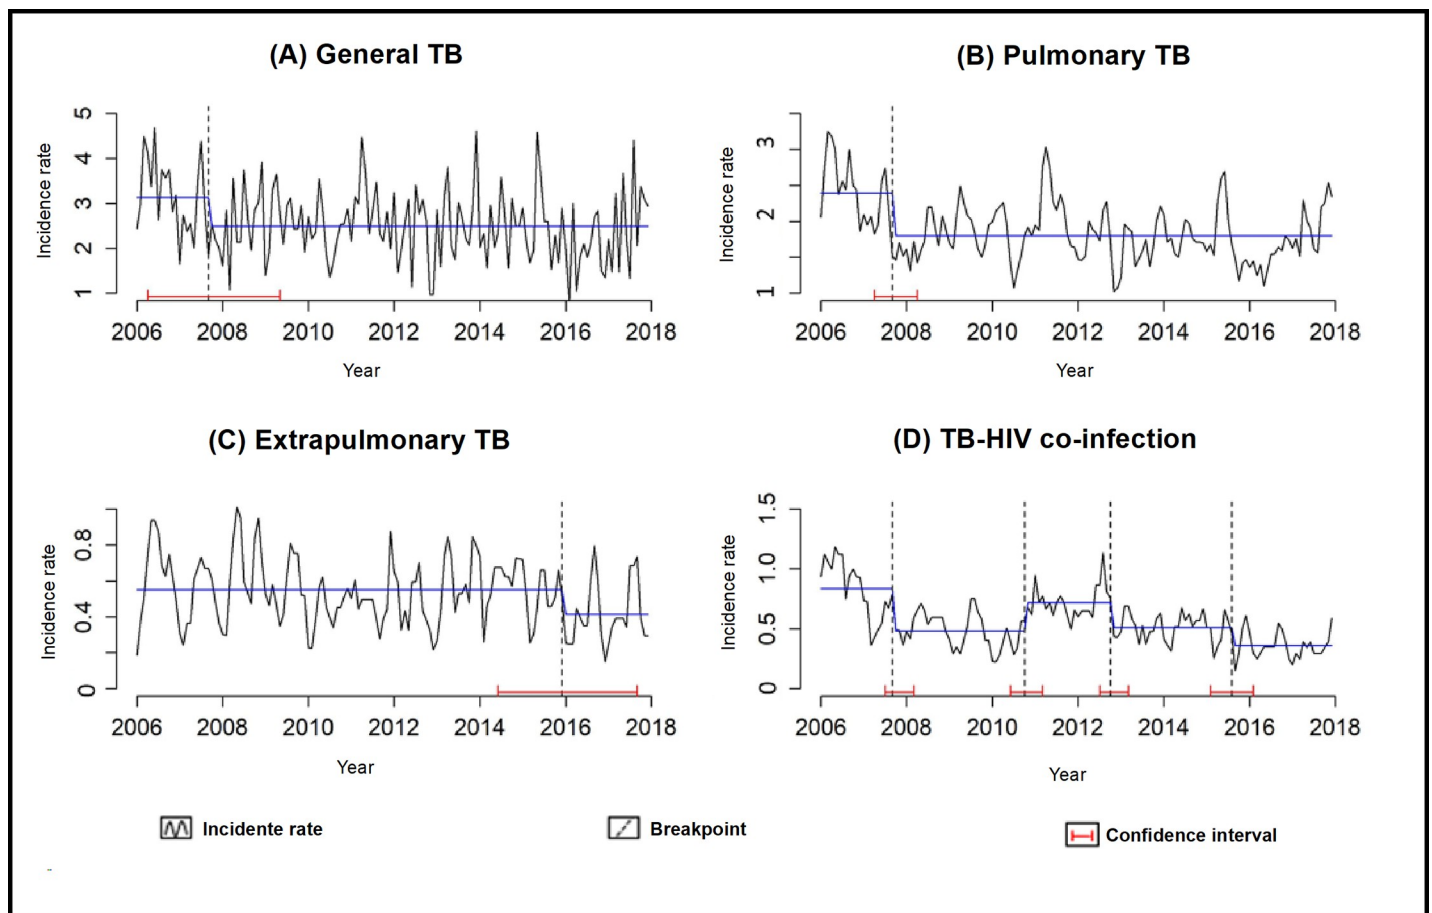 (A) General TB
Incidence rate
5
4
3
2
1
2006 2008 2010 2012 2014 2016 2018
Year
(B) Pulmonary TB
Incidence rate
3
2
1
2006 2008 2010 2012 2014 2016 2018
Year
(C) Extrapulmonary TB
Incidence rate
0.8
0.4
0
2006 2008 2010 2012 2014 2016 2018
Year
(D) TB-HIV co-infection
Incidence rate
1.5
1.0
0.5
0
2006 2008 2010 2012 2014 2016 2018
Year
Incidente rate
Breakpoint
Confidence interval